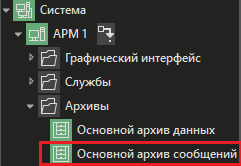 Система
АРМ 1
Графический интерфейс
Службы
Архивы
Основной архив данных
Основной архив сообщений